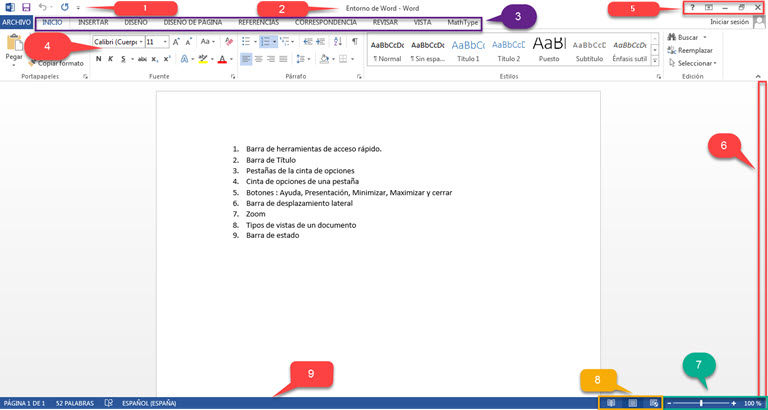 1
2
Entorno de Word - Word
5
?
ARCHIVO INICIO INSERTAR DISEÑO DISEÑO DE PÁGINA REFERENCIAS CORRESPONDENCIA REVISAR VISTA MathType
3
Iniciar sesión
4
Pegar
Copiar formato
Calibri (Cuerpo 11 A A Aa
N K S abc x₂ x² A ab A
AaBbCcDc AaBbCcDc AaBbCc AaBbCcC AaBl AaBbCcC AaBbCcDc
¶ Normal ¶ Sin espa... Título 1 Título 2 Puesto Subtítulo Énfasis sutil
Buscar
Reemplazar
Seleccionar
Portapapeles Fuente Párrafo Estilos Edición
1. Barra de herramientas de acceso rápido.
2. Barra de Título
3. Pestañas de la cinta de opciones
4. Cinta de opciones de una pestaña
5. Botones : Ayuda, Presentación, Minimizar, Maximizar y cerrar
6. Barra de desplazamiento lateral
7. Zoom
8. Tipos de vistas de un documento
9. Barra de estado
6
9
8
7
PÁGINA 1 DE 1 52 PALABRAS ESPAÑOL (ESPAÑA) 100 %